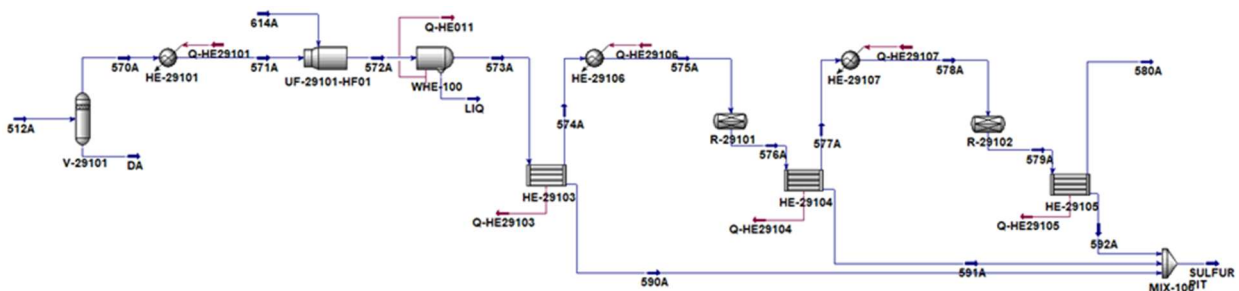 614A
Q-HE011
570A
Q-HE29101
571A
HE-29101
UF-29101-HF01
572A
WHE-100
573A
LIQ
512A
V-29101
DA
Q-HE29106
HE-29106
575A
574A
R-29101
576A
HE-29103
Q-HE29103
Q-HE29107
HE-29107
578A
577A
R-29102
579A
HE-29104
Q-HE29104
580A
HE-29105
Q-HE29105
592A
590A
591A
MIX-100
SULFUR
PIT